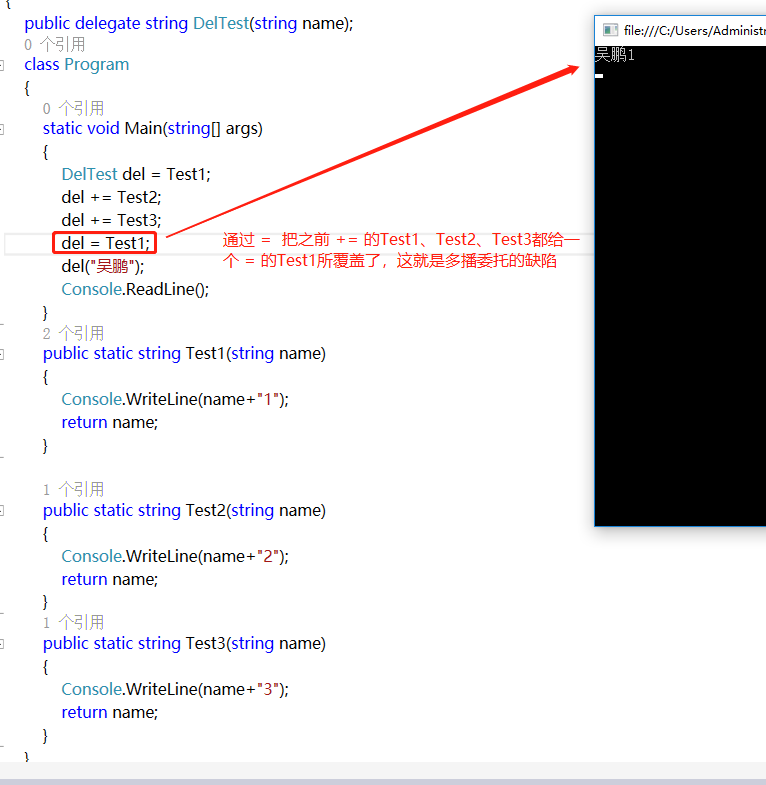 {
public delegate string DelTest(string name);
0 个引用
class Program
{
0 个引用
static void Main(string[] args)
{
DelTest del = Test1;
del += Test2;
del += Test3;
del = Test1;
del("吴鹏");
Console.ReadLine();
}
2 个引用
public static string Test1(string name)
{
Console.WriteLine(name+"1");
return name;
}
1 个引用
public static string Test2(string name)
{
Console.WriteLine(name+"2");
return name;
}
1 个引用
public static string Test3(string name)
{
Console.WriteLine(name+"3");
return name;
}
}
通过 = 把之前 += 的Test1、Test2、Test3都给一
个 = 的Test1所覆盖了，这就是多播委托的缺陷
file:///C:/Users/Administr
吴鹏1